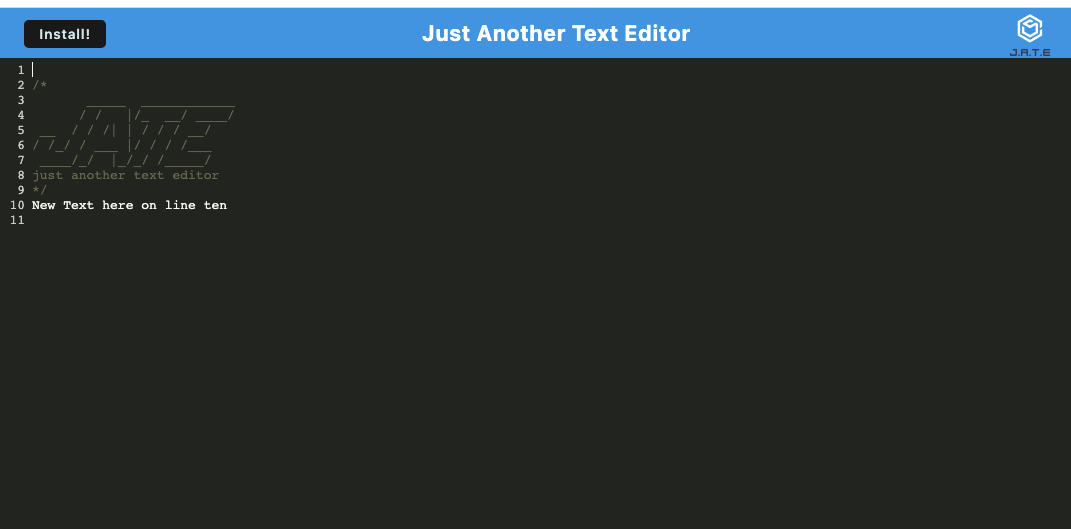 Install!
Just Another Text Editor
J.A.T.E
1
2 /*
3        _____  ____________
4       / /   |/_  __/ ____/
5  __  / / /| | / / / __/
6 / /_/ / ___ |/ / / /___
7  ____/_/  |_/_/ /_____/
8 just another text editor
9 */
10 New Text here on line ten
11